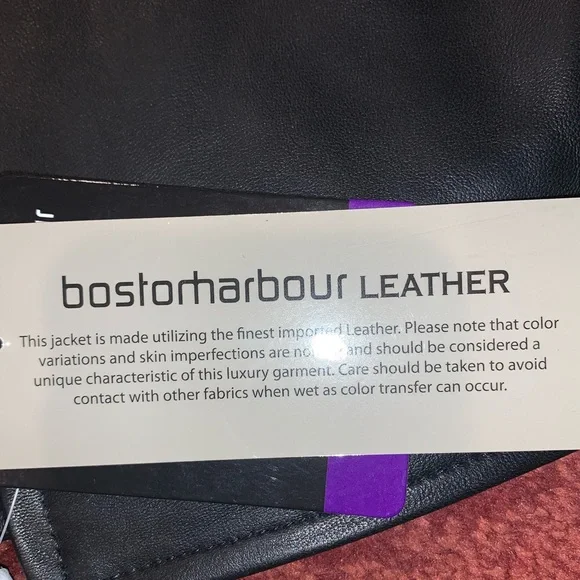 bostonharbour LEATHER
This jacket is made utilizing the finest imported Leather. Please note that color
variations and skin imperfections are and should be considered a
unique characteristic of this luxury garment. Care should be taken to avoid
contact with other fabrics when wet as color transfer can occur.